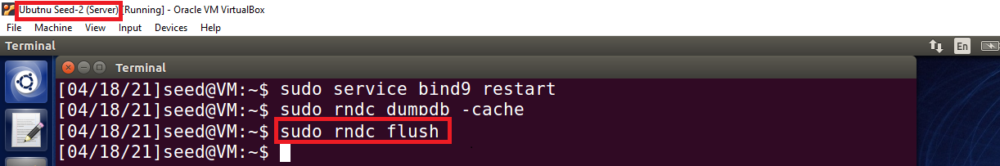 Ubutnu Seed-2 (Server) [Running] - Oracle VM VirtualBox
File Machine View Input Devices Help
Terminal En
Terminal
[04/18/21]seed@VM:~$ sudo service bind9 restart
[04/18/21]seed@VM:~$ sudo rndc dumpdb -cache
[04/18/21]seed@VM:~$ sudo rndc flush
[04/18/21]seed@VM:~$